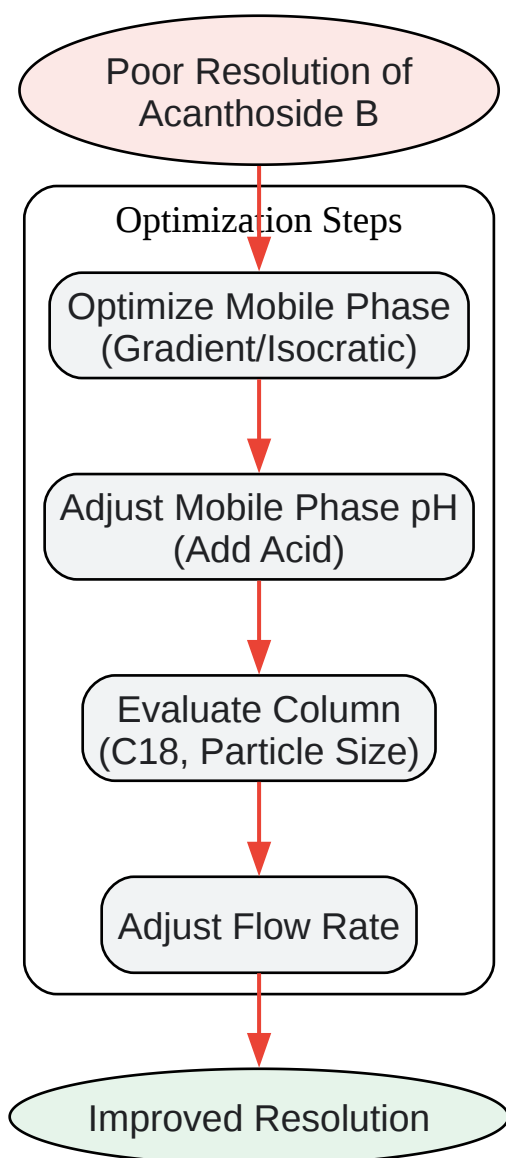 Poor Resolution of
Acanthoside B
Optimization Steps
Optimize Mobile Phase
(Gradient/Isocratic)
Adjust Mobile Phase pH
(Add Acid)
Evaluate Column
(C18, Particle Size)
Adjust Flow Rate
Improved Resolution